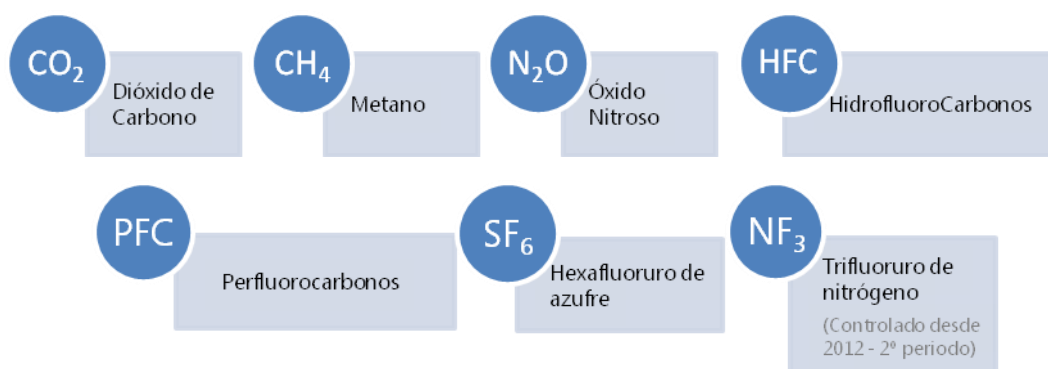 CO₂
Dióxido de
Carbono
CH₄
Metano
N₂O
Óxido
Nitroso
HFC
HidrofluoroCarbonos
PFC
Perfluorocarbonos
SF₆
Hexafluoruro de
azufre
NF₃
Trifluoruro de
nitrógeno
(Controlado desde
2012 - 2º periodo)